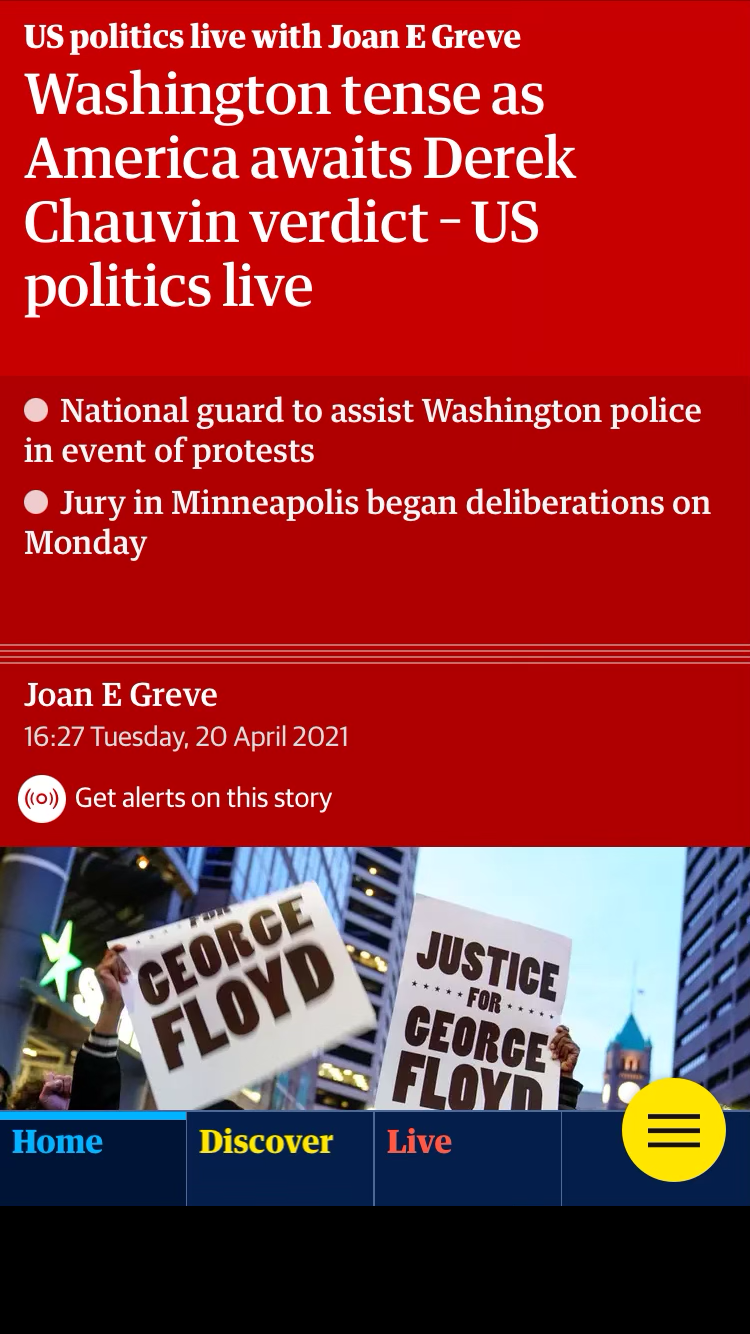 US politics live with Joan E Greve
Washington tense as
America awaits Derek
Chauvin verdict – US
politics live
● National guard to assist Washington police
in event of protests
● Jury in Minneapolis began deliberations on
Monday
Joan E Greve
16:27 Tuesday, 20 April 2021
Get alerts on this story
FOR
GEORGE
FLOYD
JUSTICE
FOR
GEORGE
FLOYD
Home
Discover
Live